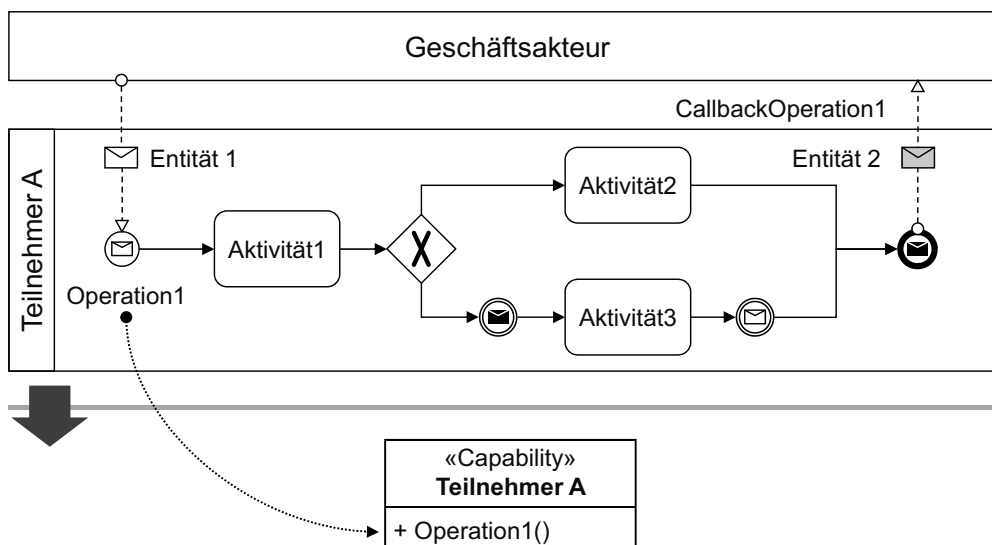 Geschäftsakteur
CallbackOperation1
Entität 1
Entität 2
Teilnehmer A
Aktivität2
Aktivität1
X
Operation1
Aktivität3
«Capability»
Teilnehmer A
+ Operation1()